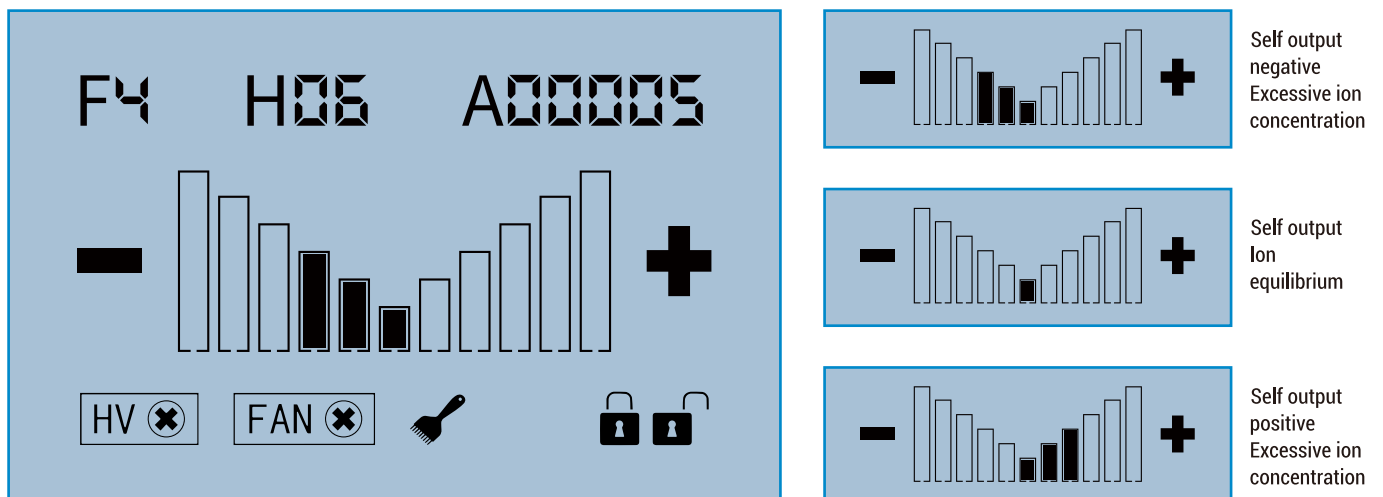 F4 H06 A00005
HV
FAN
Self output
negative
Excessive ion
concentration
Self output
Ion
equilibrium
Self output
positive
Excessive ion
concentration